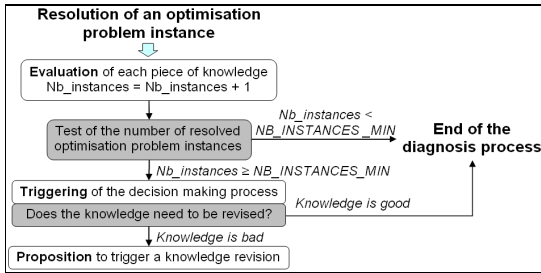 Resolution of an optimisation
problem instance
Evaluation of each piece of knowledge
Nb_instances = Nb_instances + 1
Test of the number of resolved
optimisation problem instances
Nb_instances <
NB_INSTANCES_MIN
End of the
diagnosis process
Nb_instances ≥ NB_INSTANCES_MIN
Triggering of the decision making process
Does the knowledge need to be revised?
Knowledge is good
Knowledge is bad
Proposition to trigger a knowledge revision